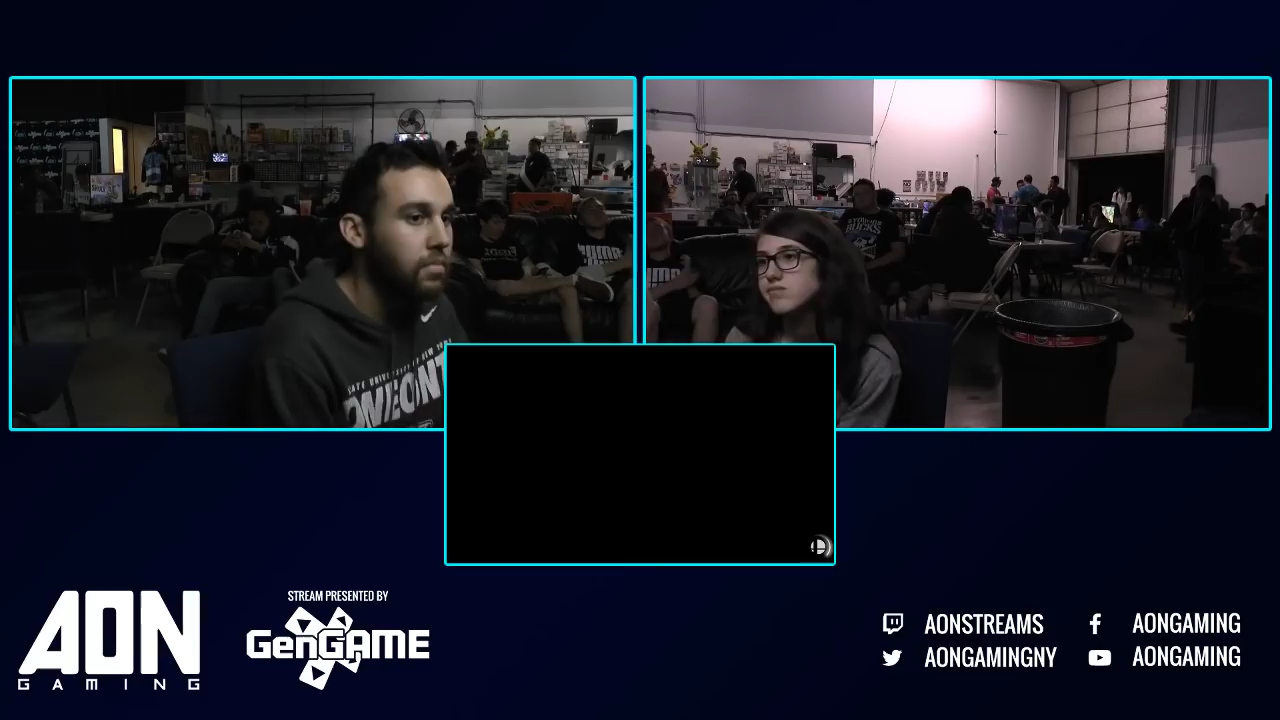 AON
GAMING
STREAM PRESENTED BY
GENGAME
AONSTREAMS
AONGAMING
AONGAMINGNY
AONGAMING